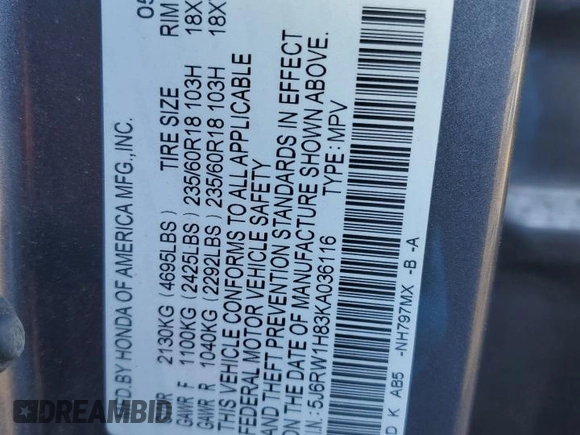 05
FD.BY HONDA OF AMERICA MFG.,INC.
R 2130KG (4695LBS) TIRE SIZE RIM
GAWR F 1100KG (2425LBS) 235/60R18 103H 18X
GAWR R 1040KG (2292LBS) 235/60R18 103H 18X
THIS VEHICLE CONFORMS TO ALL APPLICABLE
FEDERAL MOTOR VEHICLE SAFETY
AND THEFT PREVENTION STANDARDS IN EFFECT
ON THE DATE OF MANUFACTURE SHOWN ABOVE.
I.N.: 5J6RW1H83KA036116 TYPE: MPV
D K AB5 -NH797MX -B -A
DREAMBID